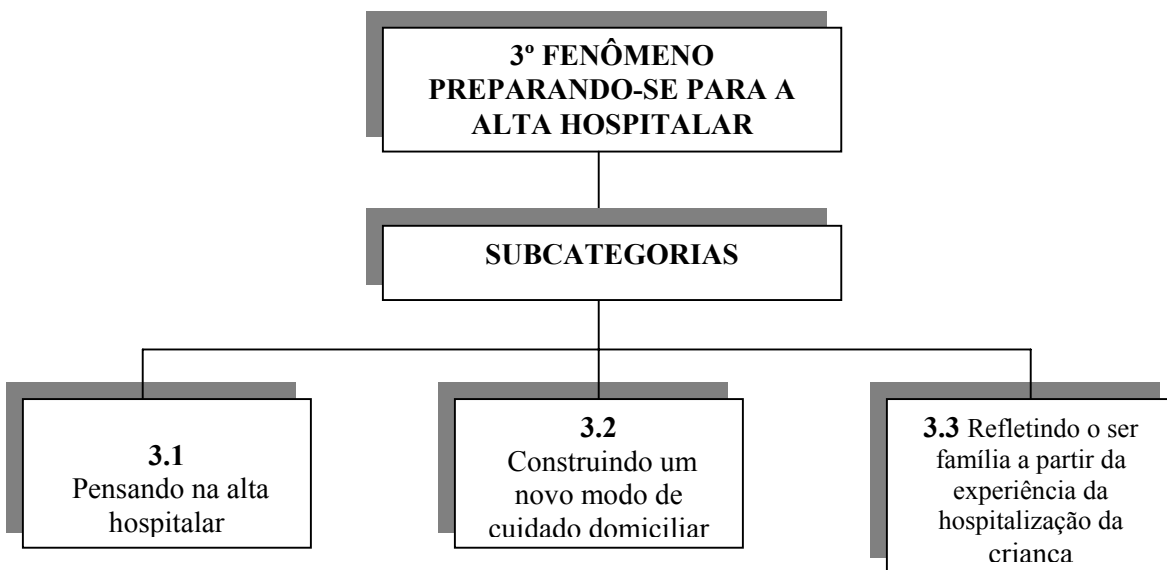 3º FENÔMENO
PREPARANDO-SE PARA A
ALTA HOSPITALAR
SUBCATEGORIAS
3.1
Pensando na alta
hospitalar
3.2
Construindo um
novo modo de
cuidado domiciliar
3.3 Refletindo o ser
família a partir da
experiência da
hospitalização da
criança